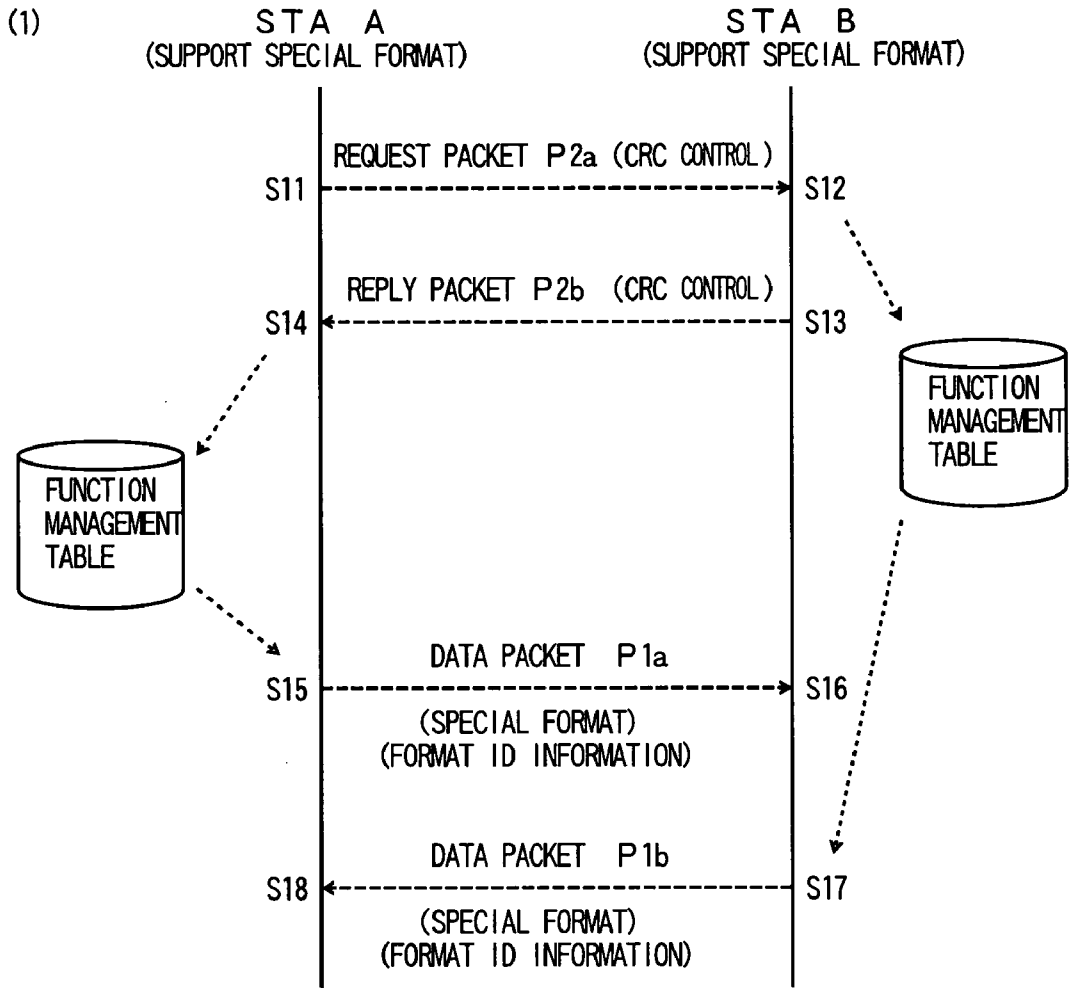 (1)
STA A
(SUPPORT SPECIAL FORMAT)
STA B
(SUPPORT SPECIAL FORMAT)
REQUEST PACKET P2a (CRC CONTROL)
S11
S12
REPLY PACKET P2b (CRC CONTROL)
S14
S13
FUNCTION
MANAGEMENT
TABLE
FUNCTION
MANAGEMENT
TABLE
DATA PACKET P1a
S15
S16
(SPECIAL FORMAT)
(FORMAT ID INFORMATION)
DATA PACKET P1b
S18
S17
(SPECIAL FORMAT)
(FORMAT ID INFORMATION)